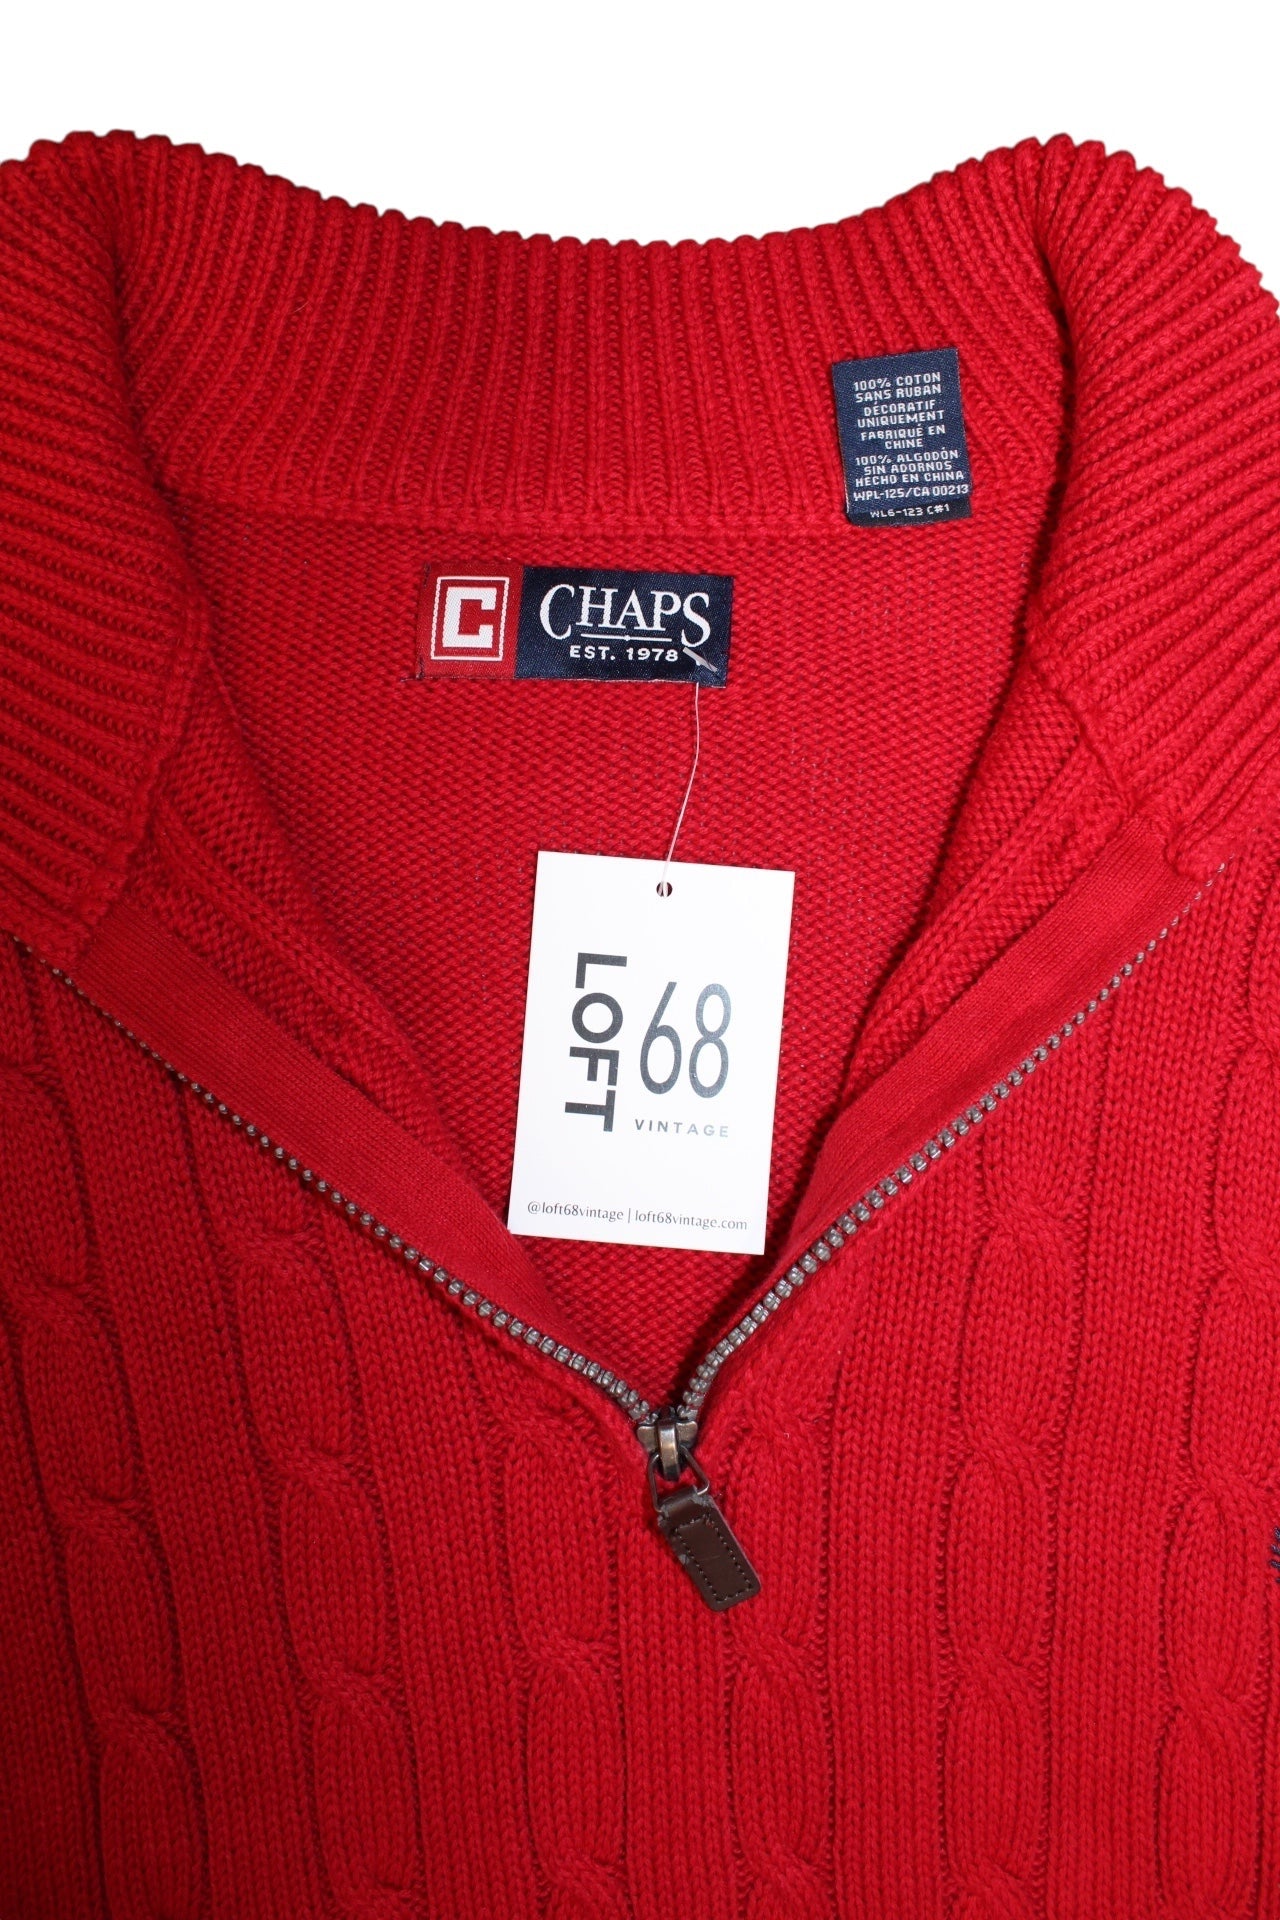 100% COTON
SANS RUBAN
DÉCORATIF
UNIQUEMENT
FABRIQUÉ EN
CHINE
100% ALGODÓN
SIN ADORNOS
HECHO EN CHINA
WPL-125/CA 00213
WLG-123 C#1
C
CHAPS
EST. 1978
LOFT
68
VINTAGE
@loft68vintage | loft68vintage.com